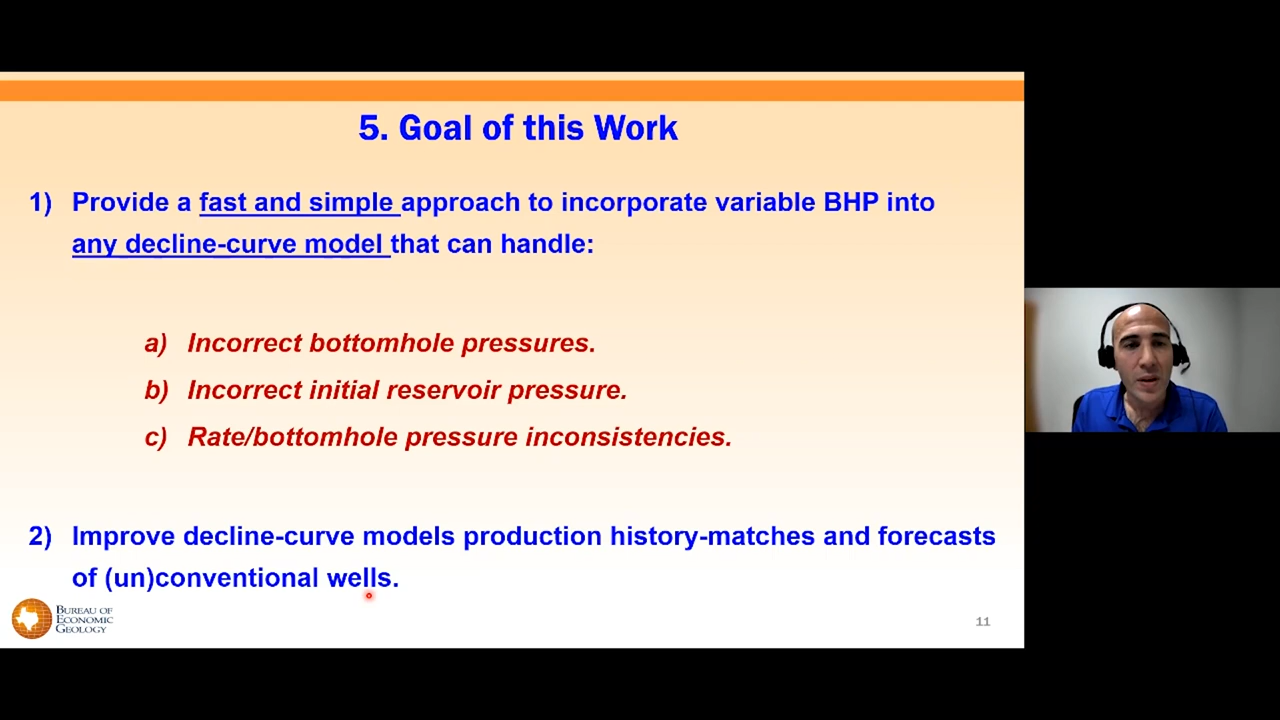 5. Goal of this Work
1) Provide a fast and simple approach to incorporate variable BHP into
any decline-curve model that can handle:
a) Incorrect bottomhole pressures.
b) Incorrect initial reservoir pressure.
c) Rate/bottomhole pressure inconsistencies.
2) Improve decline-curve models production history-matches and forecasts
of (un)conventional wells.
BUREAU OF
ECONOMIC
GEOLOGY
11